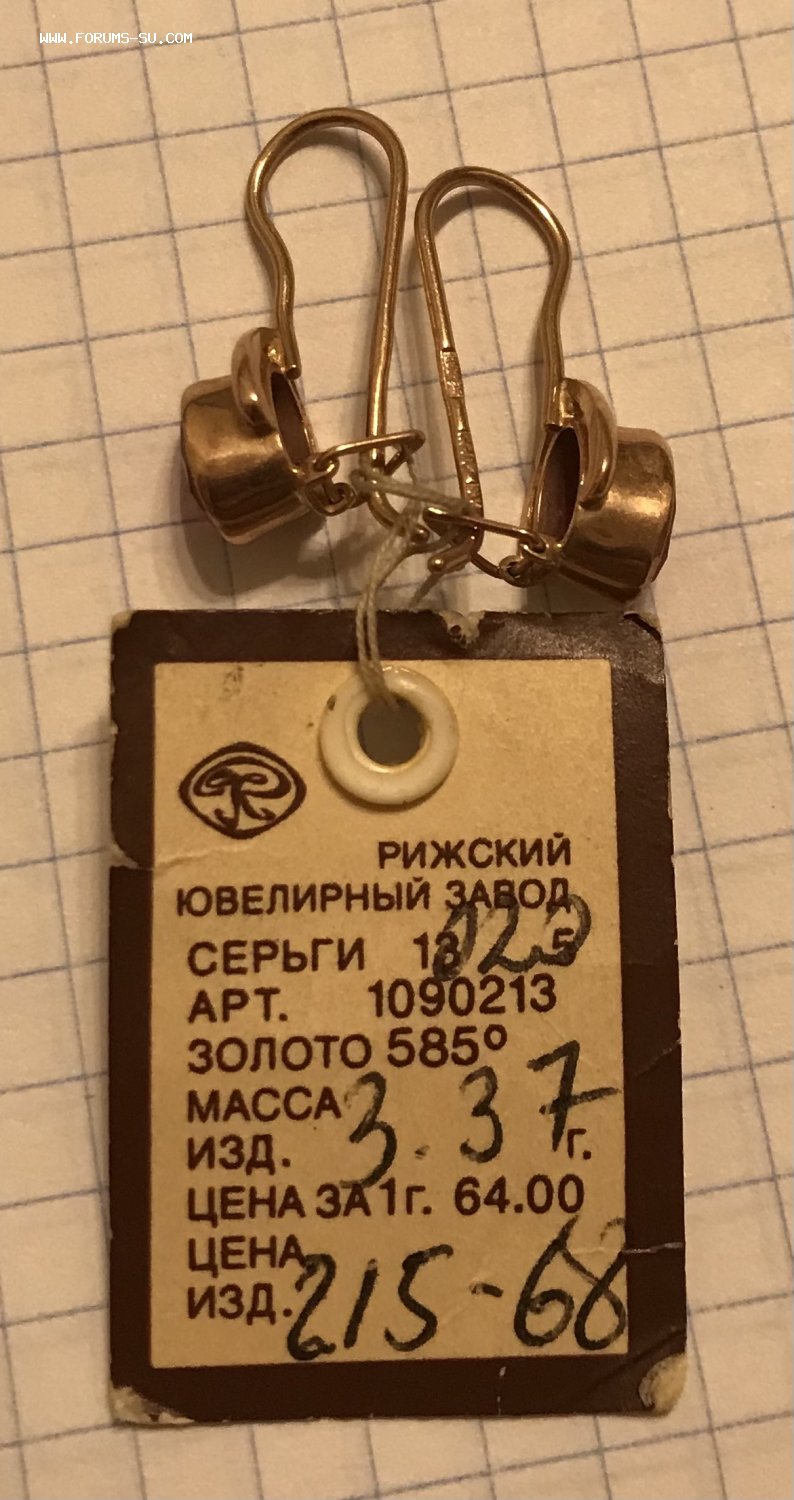 WWW.FORUMS-SU.COM
РИЖСКИЙ
ЮВЕЛИРНЫЙ ЗАВОД
СЕРЬГИ
АРТ. 1090213
ЗОЛОТО 585°
МАССА
ИЗД. 3.37 г.
ЦЕНА ЗА 1г. 64.00
ЦЕНА
ИЗД. 215-68